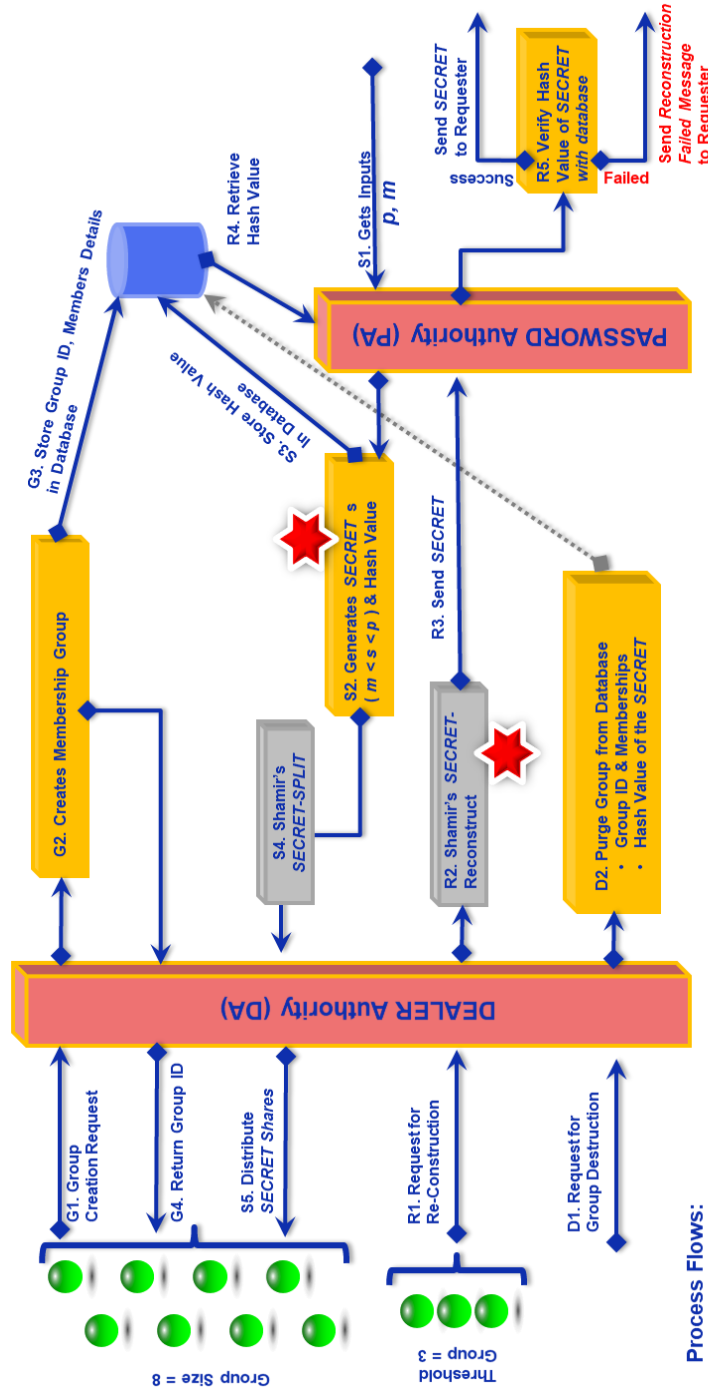 Group Size = 8
Threshold
Group = 3
G1. Group
Creation Request
G4. Return Group ID
S5. Distribute
SECRET Shares
R1. Request for
Re-Construction
D1. Request for
Group Destruction
DEALER Authority (DA)
G2. Creates Membership Group
S4. Shamir's
SECRET-SPLIT
R2. Shamir's SECRET-
Reconstruct
D2. Purge Group from Database
• Group ID & Memberships
• Hash Value of the SECRET
S2. Generates SECRET s
( m < s < p ) & Hash Value
G3. Store Group ID, Members Details
in Database
S3. Store Hash Value
In Database
R3. Send SECRET
R4. Retrieve
Hash Value
PASSWORD Authority (PA)
S1. Gets Inputs
p, m
R5. Verify Hash
Value of SECRET
with database
Success
Failed
Send SECRET
to Requester
Send Reconstruction
Failed Message
to Requester
Process Flows: